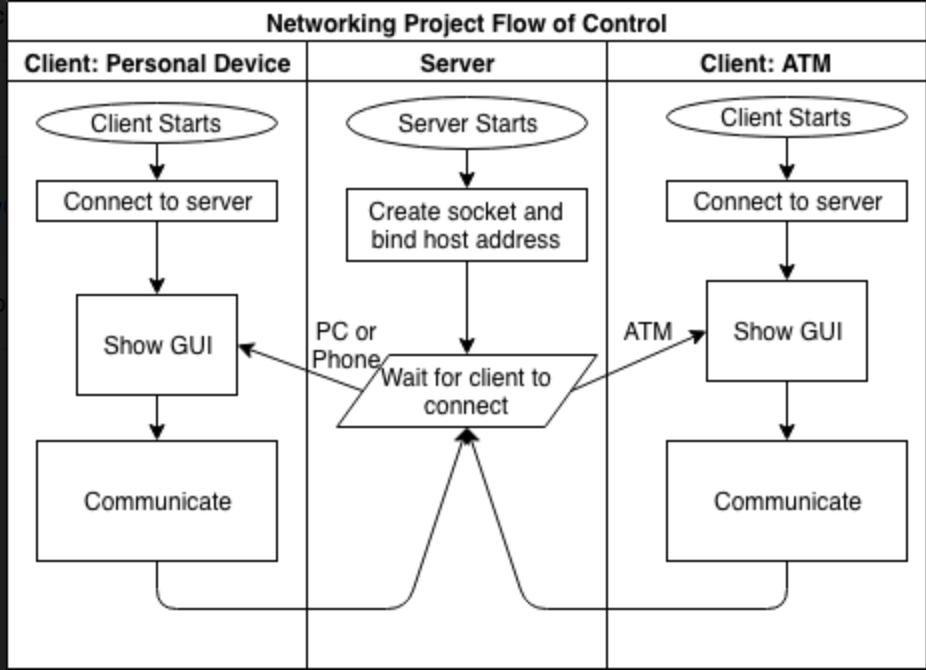 Networking Project Flow of Control
Client: Personal Device
Server
Client: ATM
Client Starts
Server Starts
Client Starts
Connect to server
Create socket and
bind host address
Connect to server
Show GUI
PC or
Phone
Wait for client to
connect
ATM
Show GUI
Communicate
Communicate